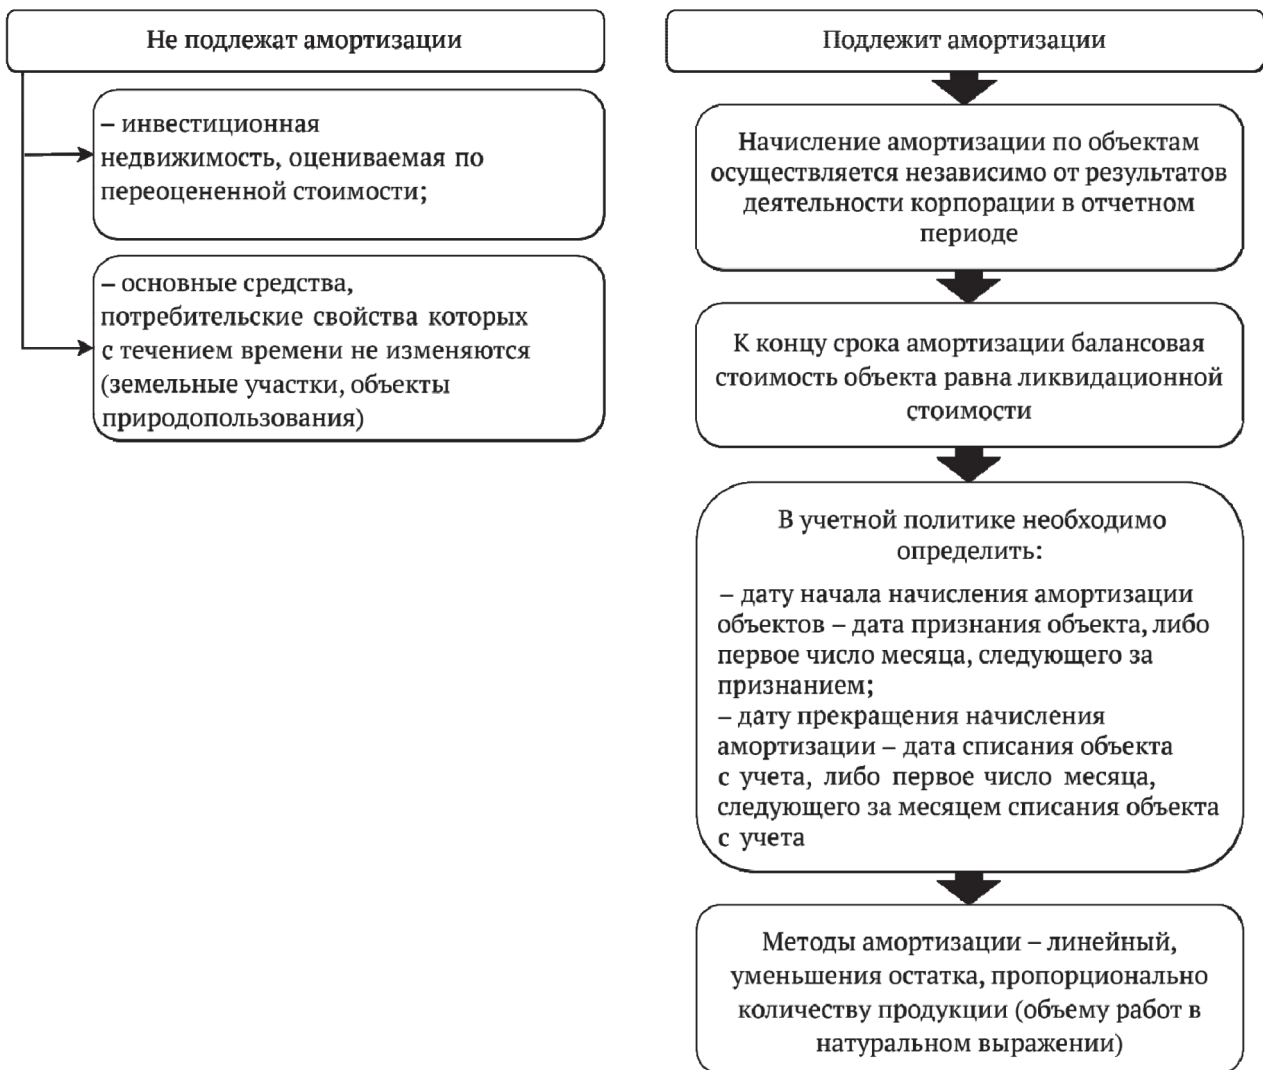 Не подлежат амортизации
– инвестиционная
недвижимость, оцениваемая по
переоцененной стоимости;
– основные средства,
потребительские свойства которых
с течением времени не изменяются
(земельные участки, объекты
природопользования)
Подлежит амортизации
Начисление амортизации по объектам
осуществляется независимо от результатов
деятельности корпорации в отчетном
периоде
К концу срока амортизации балансовая
стоимость объекта равна ликвидационной
стоимости
В учетной политике необходимо
определить:
– дату начала начисления амортизации
объектов – дата признания объекта, либо
первое число месяца, следующего за
признанием;
– дату прекращения начисления
амортизации – дата списания объекта
с учета, либо первое число месяца,
следующего за месяцем списания объекта
с учета
Методы амортизации – линейный,
уменьшения остатка, пропорционально
количеству продукции (объему работ в
натуральном выражении)